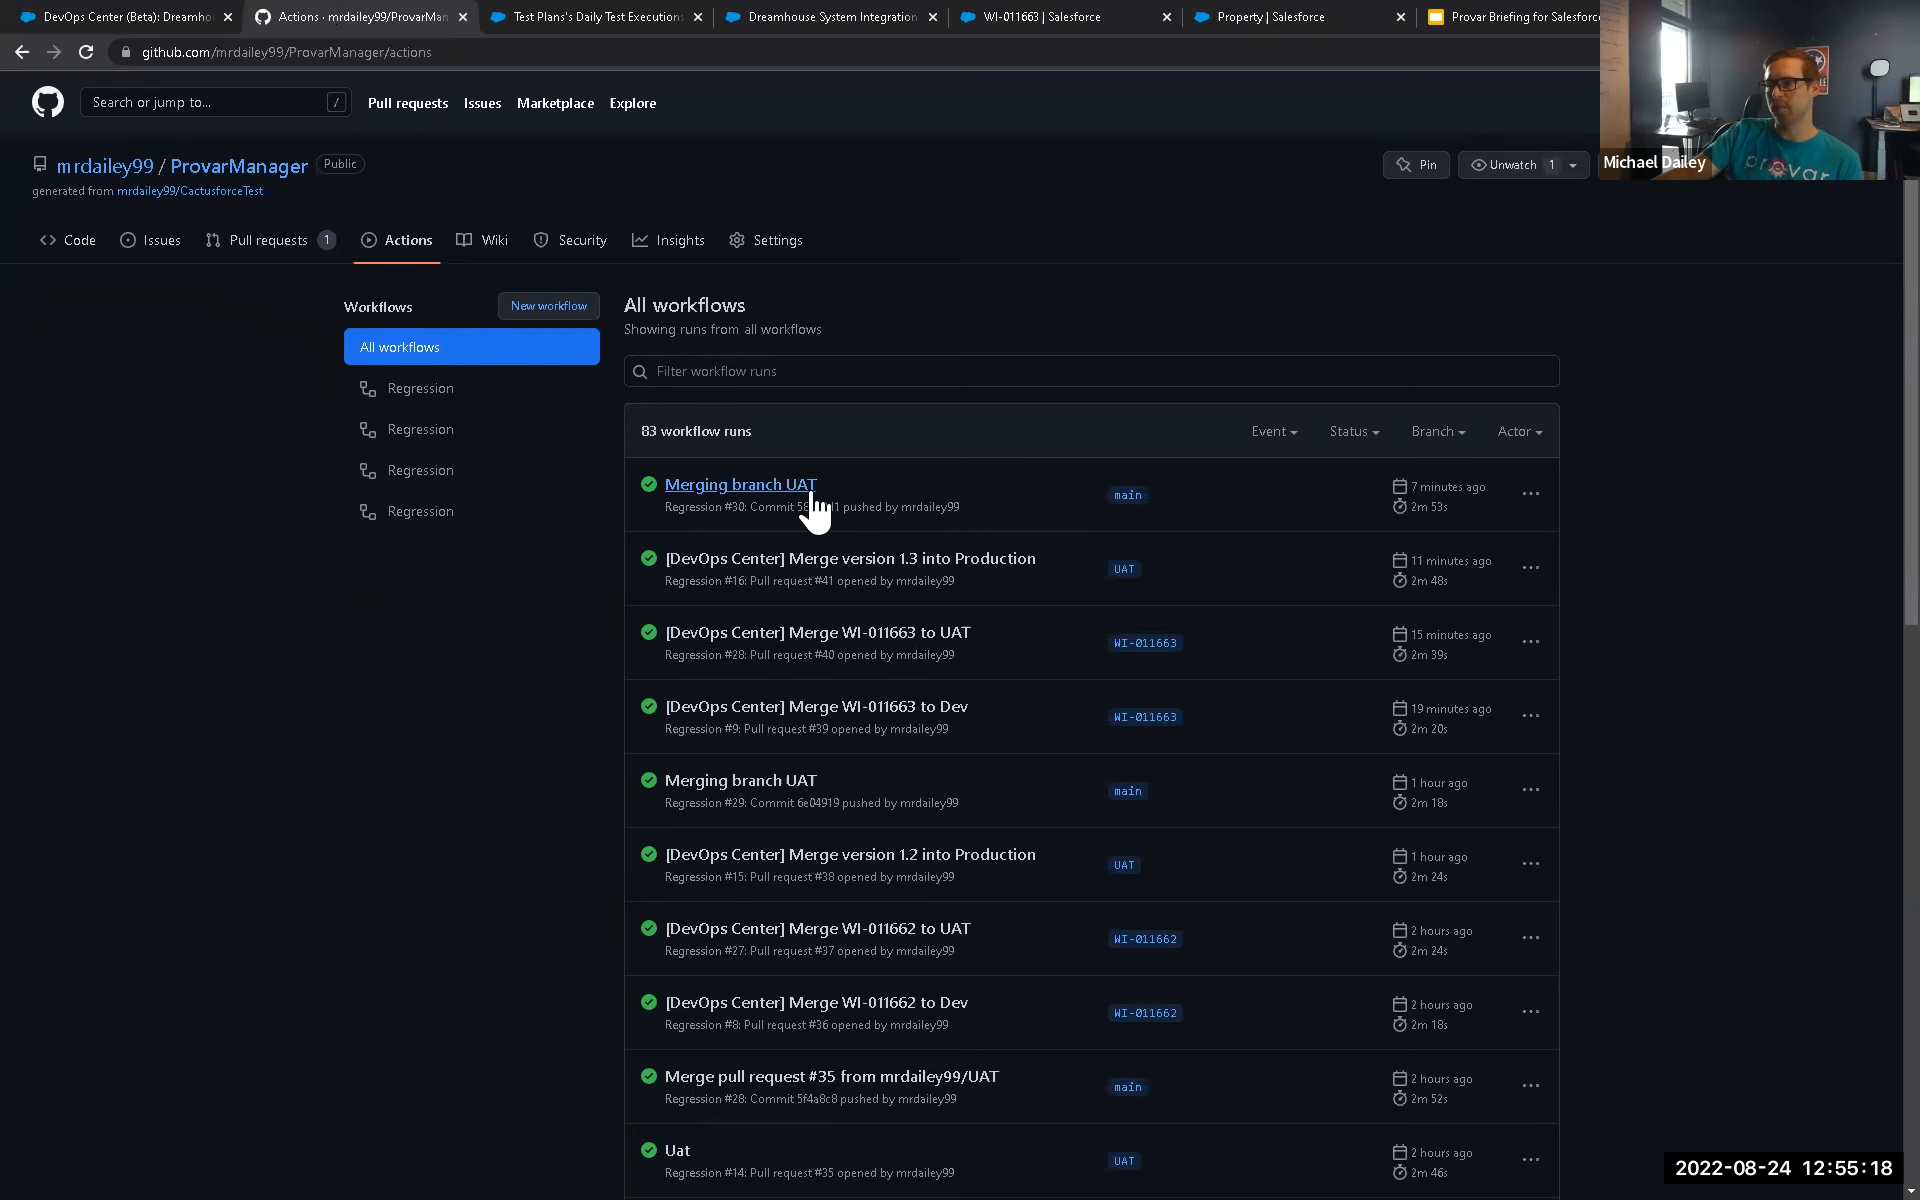 DevOps Center (Beta): Dreamho
Actions · mrdailey99/ProvarMan
Test Plans's Daily Test Executions
Dreamhouse System Integration
WI-011663 | Salesforce
Property | Salesforce
Provar Briefing for Salesforce
github.com/mrdailey99/ProvarManager/actions
Search or jump to...
/
Pull requests
Issues
Marketplace
Explore
mrdailey99 / ProvarManager
Public
generated from mrdailey99/CactusforceTest
Pin
Unwatch 1
Michael Dailey
provar
Code
Issues
Pull requests 1
Actions
Wiki
Security
Insights
Settings
Workflows
New workflow
All workflows
Regression
Regression
Regression
Regression
All workflows
Showing runs from all workflows
Filter workflow runs
83 workflow runs
Event
Status
Branch
Actor
Merging branch UAT
main
7 minutes ago
Regression #30: Commit pushed by mrdailey99
2m 53s
[DevOps Center] Merge version 1.3 into Production
UAT
11 minutes ago
Regression #16: Pull request #41 opened by mrdailey99
2m 48s
[DevOps Center] Merge WI-011663 to UAT
WI-011663
15 minutes ago
Regression #28: Pull request #40 opened by mrdailey99
2m 39s
[DevOps Center] Merge WI-011663 to Dev
WI-011663
19 minutes ago
Regression #9: Pull request #39 opened by mrdailey99
2m 20s
Merging branch UAT
main
1 hour ago
Regression #29: Commit 6e04919 pushed by mrdailey99
2m 18s
[DevOps Center] Merge version 1.2 into Production
UAT
1 hour ago
Regression #15: Pull request #38 opened by mrdailey99
2m 24s
[DevOps Center] Merge WI-011662 to UAT
WI-011662
2 hours ago
Regression #27: Pull request #37 opened by mrdailey99
2m 24s
[DevOps Center] Merge WI-011662 to Dev
WI-011662
2 hours ago
Regression #8: Pull request #36 opened by mrdailey99
2m 18s
Merge pull request #35 from mrdailey99/UAT
main
2 hours ago
Regression #28: Commit 5f4a8c8 pushed by mrdailey99
2m 52s
Uat
UAT
2 hours ago
Regression #14: Pull request #35 opened by mrdailey99
2m 46s
2022-08-24 12:55:18